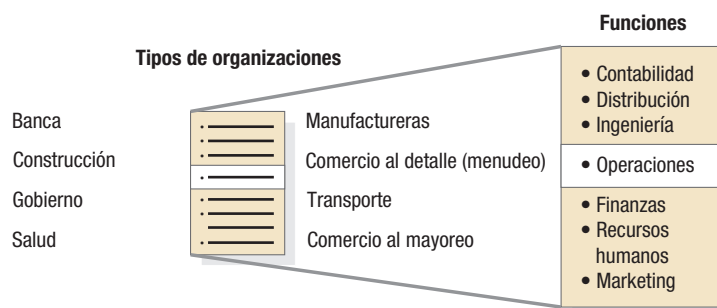 Funciones
Tipos de organizaciones
Banca
Construcción
Gobierno
Salud
Manufactureras
Comercio al detalle (menudeo)
Transporte
Comercio al mayoreo
• Contabilidad
• Distribución
• Ingeniería
• Operaciones
• Finanzas
• Recursos
humanos
• Marketing